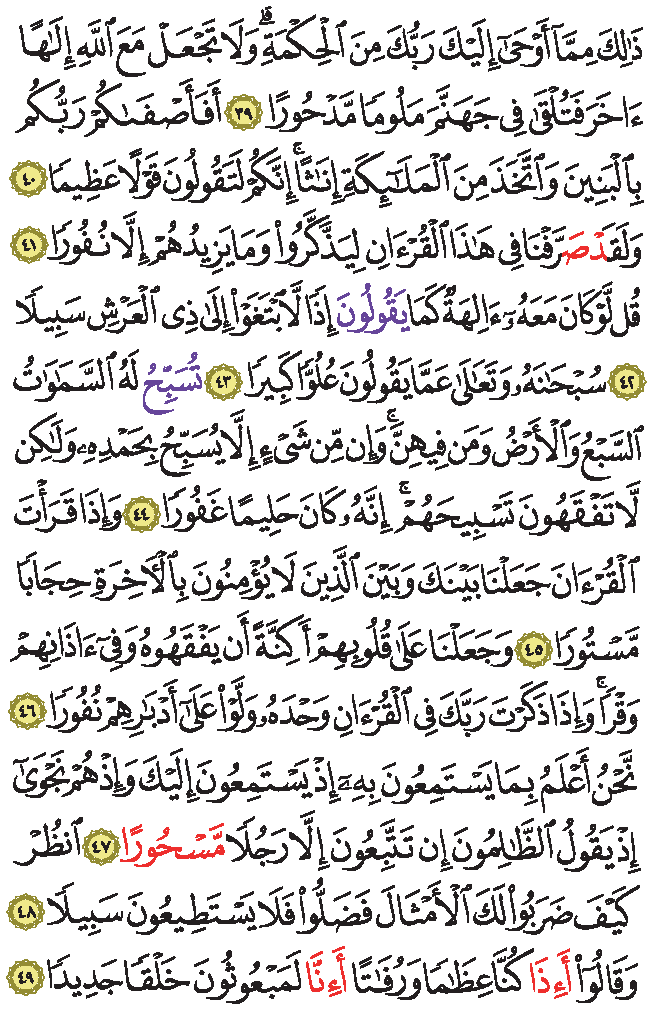 ذَٰلِكَ مِمَّآ أَوۡحَىٰٓ إِلَيۡكَ رَبُّكَ مِنَ ٱلۡحِكۡمَةِۗ وَلَا تَجۡعَلۡ مَعَ ٱللَّهِ إِلَٰهًا
ءَاخَرَ فَتُلۡقَىٰ فِي جَهَنَّمَ مَلُومٗا مَّدۡحُورًا ٣٩ أَفَأَصۡفَىٰكُمۡ رَبُّكُم
بِٱلۡبَنِينَ وَٱتَّخَذَ مِنَ ٱلۡمَلَٰٓئِكَةِ إِنَٰثًاۚ إِنَّكُمۡ لَتَقُولُونَ قَوۡلًا عَظِيمٗا ٤٠
وَلَقَدۡ صَرَّفۡنَا فِي هَٰذَا ٱلۡقُرۡءَانِ لِيَذَّكَّرُواْ وَمَا يَزِيدُهُمۡ إِلَّا نُفُورٗا ٤١
قُل لَّوۡ كَانَ مَعَهُۥٓ ءَالِهَةٞ كَمَا يَقُولُونَ إِذٗا لَّٱبۡتَغَوۡاْ إِلَىٰ ذِي ٱلۡعَرۡشِ سَبِيلٗا
٤٢ سُبۡحَٰنَهُۥ وَتَعَٰلَىٰ عَمَّا يَقُولُونَ عُلُوّٗا كَبِيرٗا ٤٣ تُسَبِّحُ لَهُ ٱلسَّمَٰوَٰتُ
ٱلسَّبۡعُ وَٱلۡأَرۡضُ وَمَن فِيهِنَّۚ وَإِن مِّن شَيۡءٍ إِلَّا يُسَبِّحُ بِحَمۡدِهِۦ وَلَٰكِن
لَّا تَفۡقَهُونَ تَسۡبِيحَهُمۡۚ إِنَّهُۥ كَانَ حَلِيمًا غَفُورٗا ٤٤ وَإِذَا قَرَأۡتَ
ٱلۡقُرۡءَانَ جَعَلۡنَا بَيۡنَكَ وَبَيۡنَ ٱلَّذِينَ لَا يُؤۡمِنُونَ بِٱلۡأٓخِرَةِ حِجَابٗا
مَّسۡتُورٗا ٤٥ وَجَعَلۡنَا عَلَىٰ قُلُوبِهِمۡ أَكِنَّةً أَن يَفۡقَهُوهُ وَفِيٓ ءَاذَانِهِمۡ
وَقۡرٗاۚ وَإِذَا ذَكَرۡتَ رَبَّكَ فِي ٱلۡقُرۡءَانِ وَحۡدَهُۥ وَلَّوۡاْ عَلَىٰٓ أَدۡبَٰرِهِمۡ نُفُورٗا ٤٦
نَّحۡنُ أَعۡلَمُ بِمَا يَسۡتَمِعُونَ بِهِۦٓ إِذۡ يَسۡتَمِعُونَ إِلَيۡكَ وَإِذۡ هُمۡ نَجۡوَىٰٓ
إِذۡ يَقُولُ ٱلظَّٰلِمُونَ إِن تَتَّبِعُونَ إِلَّا رَجُلٗا مَّسۡحُورًا ٤٧ ٱنظُرۡ
كَيۡفَ ضَرَبُواْ لَكَ ٱلۡأَمۡثَالَ فَضَلُّواْ فَلَا يَسۡتَطِيعُونَ سَبِيلٗا ٤٨
وَقَالُوٓاْ أَءِذَا كُنَّا عِظَٰمٗا وَرُفَٰتًا أَءِنَّا لَمَبۡعُوثُونَ خَلۡقٗا جَدِيدٗا ٤٩